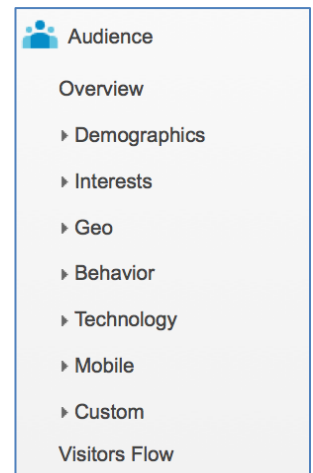 Audience
Overview
Demographics
Interests
Geo
Behavior
Technology
Mobile
Custom
Visitors Flow